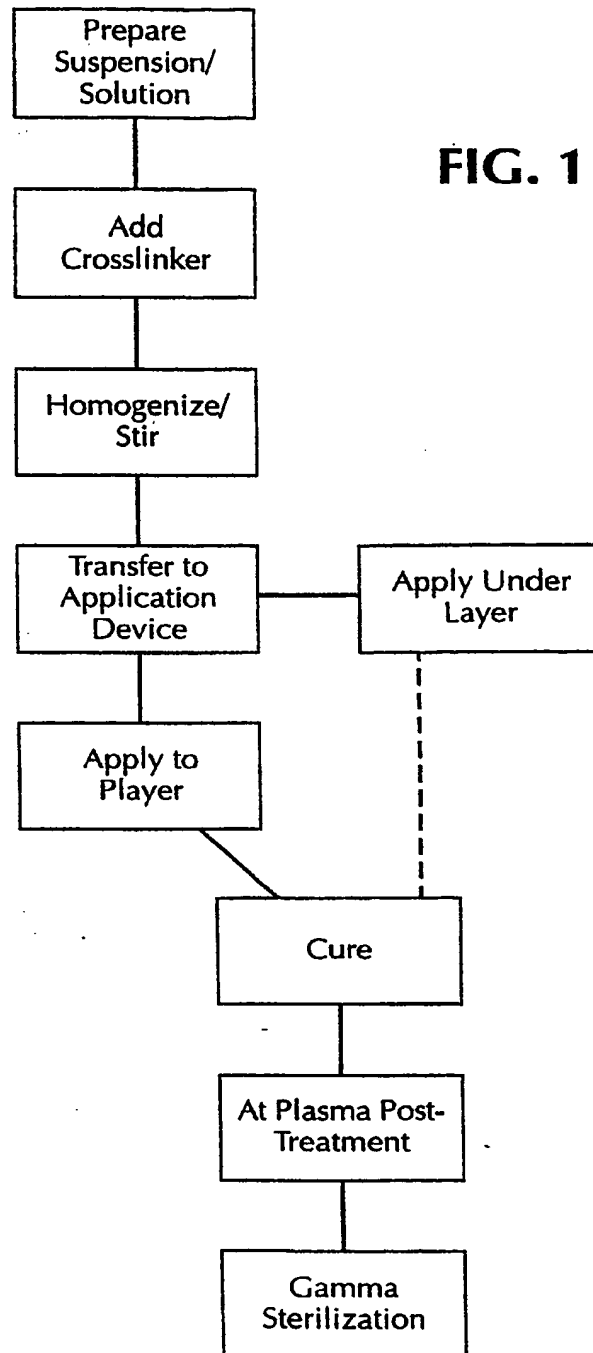 Prepare
Suspension/
Solution
FIG. 1
Add
Crosslinker
Homogenize/
Stir
Transfer to
Application
Device
Apply Under
Layer
Apply to
Player
Cure
At Plasma Post-
Treatment
Gamma
Sterilization